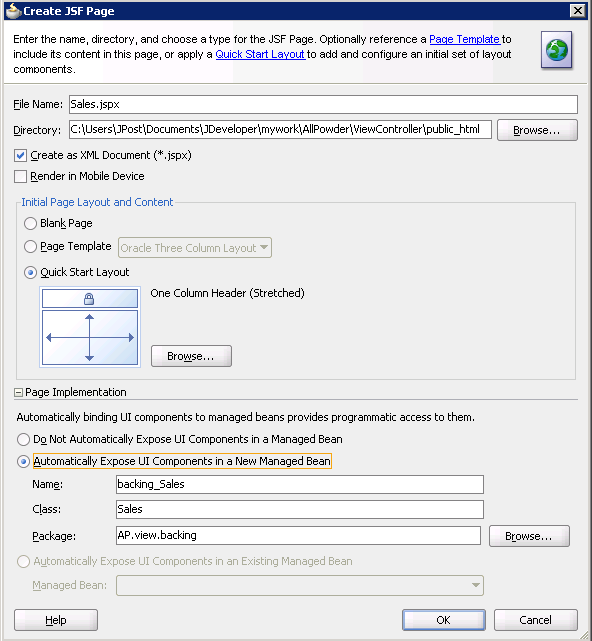 Create JSF Page
Enter the name, directory, and choose a type for the JSF Page. Optionally reference a Page Template to
include its content in this page, or apply a Quick Start Layout to add and configure an initial set of layout
components.
File Name: Sales.jspx
Directory: C:\Users\JPost\Documents\JDeveloper\mywork\AllPowder\ViewController\public_html Browse...
Create as XML Document (*.jspx)
Render in Mobile Device
Initial Page Layout and Content
Blank Page
Page Template Oracle Three Column Layout
Quick Start Layout
One Column Header (Stretched)
Browse...
Page Implementation
Automatically binding UI components to managed beans provides programmatic access to them.
Do Not Automatically Expose UI Components in a Managed Bean
Automatically Expose UI Components in a New Managed Bean
Name: backing_Sales
Class: Sales
Package: AP.view.backing Browse...
Automatically Expose UI Components in an Existing Managed Bean
Managed Bean:
Help OK Cancel